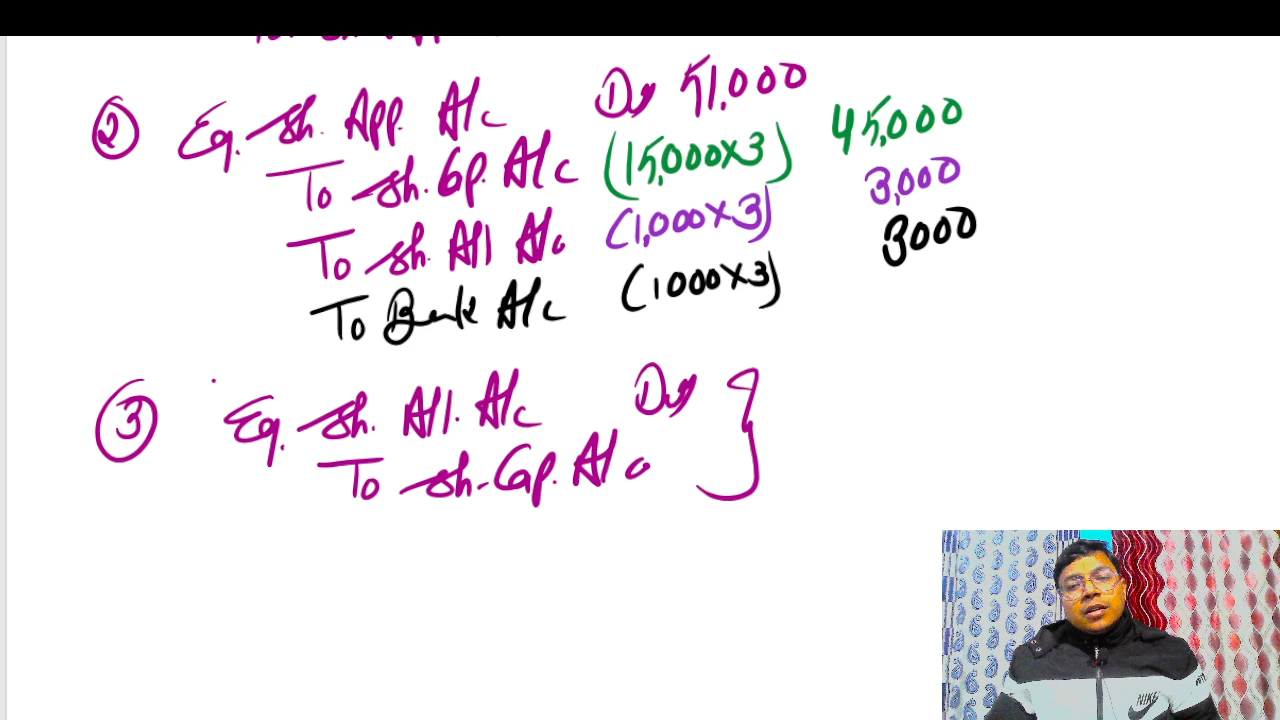 ② Eq. Sh. App. A/c Dr 51,000
To Sh. Cap. A/c (15,000×3) 45,000
To Sh. All A/c (1,000×3) 3,000
To Bank A/c (1000×3) 3000
③ Eq. Sh. All. A/c Dr
To Sh. Cap. A/c
NIKE